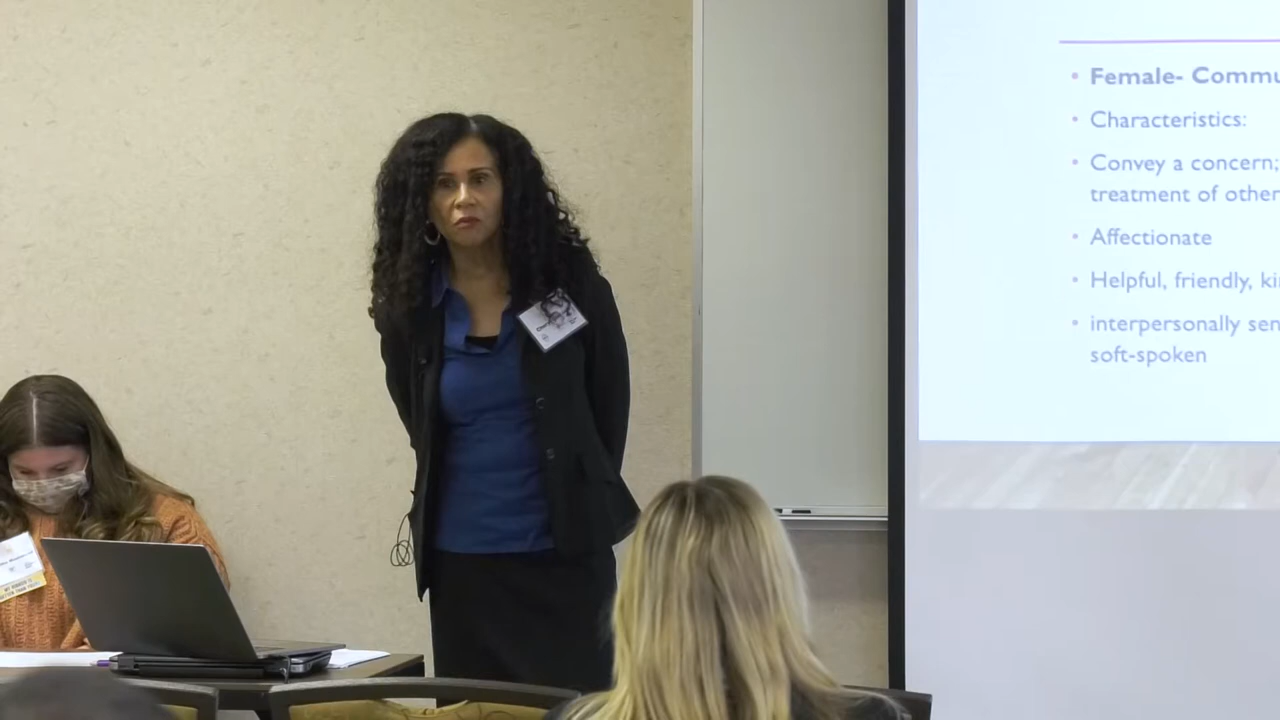 Female- Commu
Characteristics:
Convey a concern;
treatment of other
Affectionate
Helpful, friendly, ki
interpersonally sen
soft-spoken